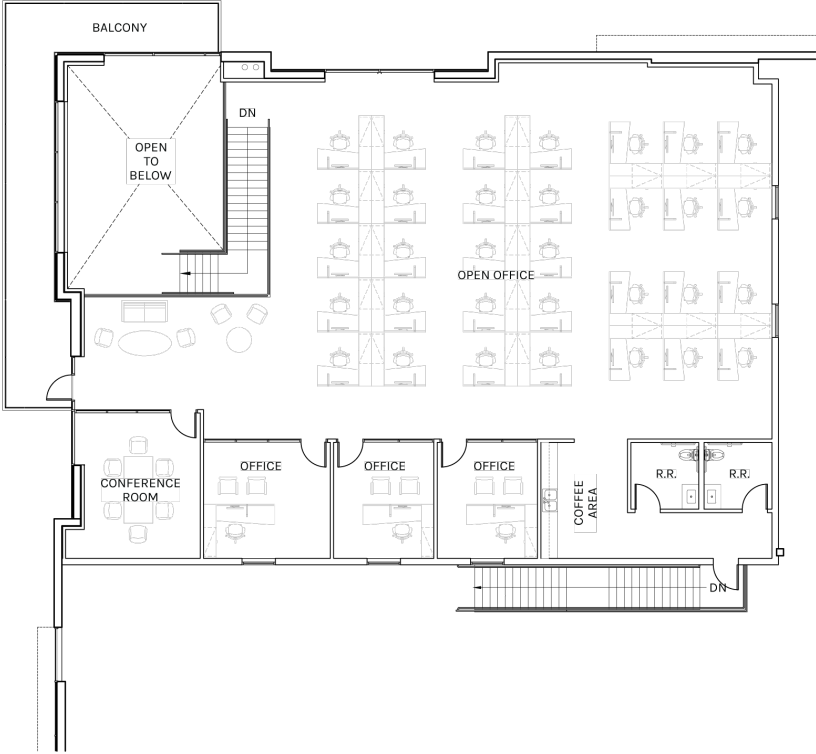 BALCONY
DN
OPEN
TO
BELOW
OPEN OFFICE
OFFICE
OFFICE
OFFICE
R.R.
R.R.
CONFERENCE
ROOM
COFFEE
AREA
DN